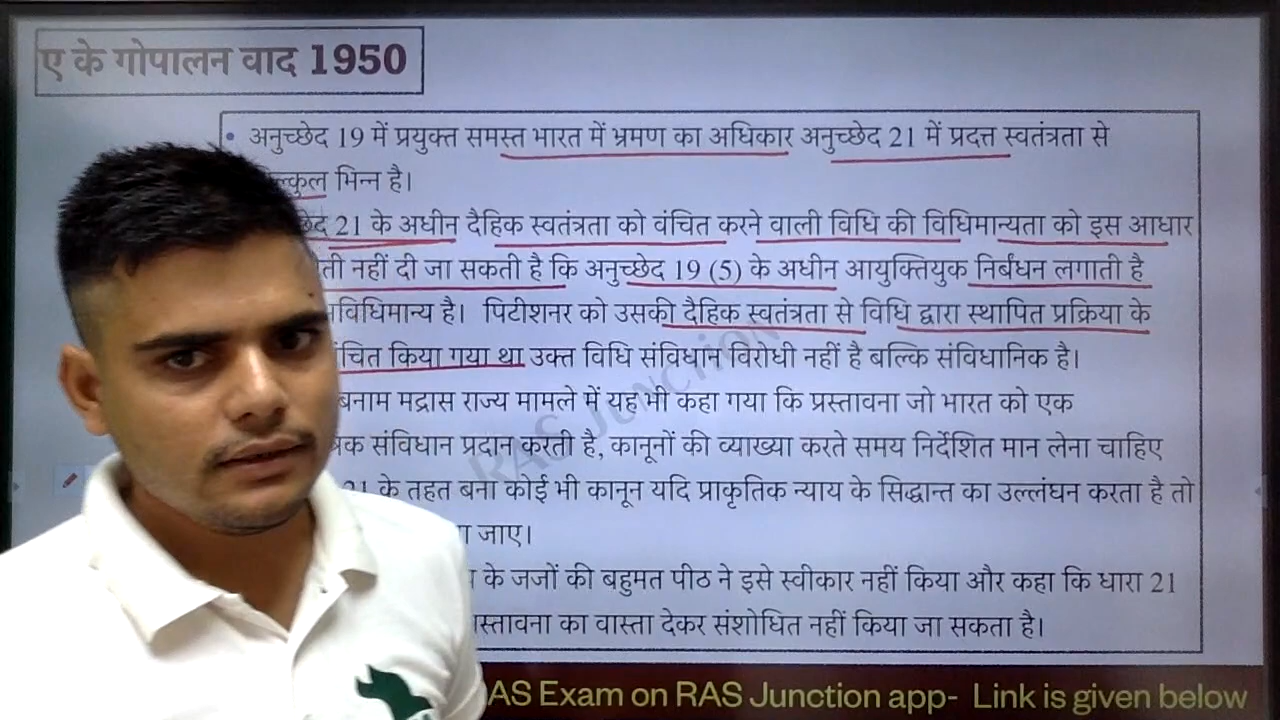 ए के गोपालन वाद 1950
• अनुच्छेद 19 में प्रयुक्त समस्त भारत में भ्रमण का अधिकार अनुच्छेद 21 में प्रदत्त स्वतंत्रता से
भिन्न है।
21 के अधीन दैहिक स्वतंत्रता को वंचित करने वाली विधि की विधिमान्यता को इस आधार
नहीं दी जा सकती है कि अनुच्छेद 19 (5) के अधीन आयुक्तियुक निर्बंधन लगाती है
है। पिटीशनर को उसकी दैहिक स्वतंत्रता से विधि द्वारा स्थापित प्रक्रिया के
किया गया था उक्त विधि संविधान विरोधी नहीं है बल्कि संविधानिक है।
बनाम मद्रास राज्य मामले में यह भी कहा गया कि प्रस्तावना जो भारत को एक
संविधान प्रदान करती है, कानूनों की व्याख्या करते समय निर्देशित मान लेना चाहिए
21 के तहत बना कोई भी कानून यदि प्राकृतिक न्याय के सिद्धान्त का उल्लंघन करता है तो
जाए।
के जजों की बहुमत पीठ ने इसे स्वीकार नहीं किया और कहा कि धारा 21
का वास्ता देकर संशोधित नहीं किया जा सकता है।
RAS Junction
AS Exam on RAS Junction app- Link is given below